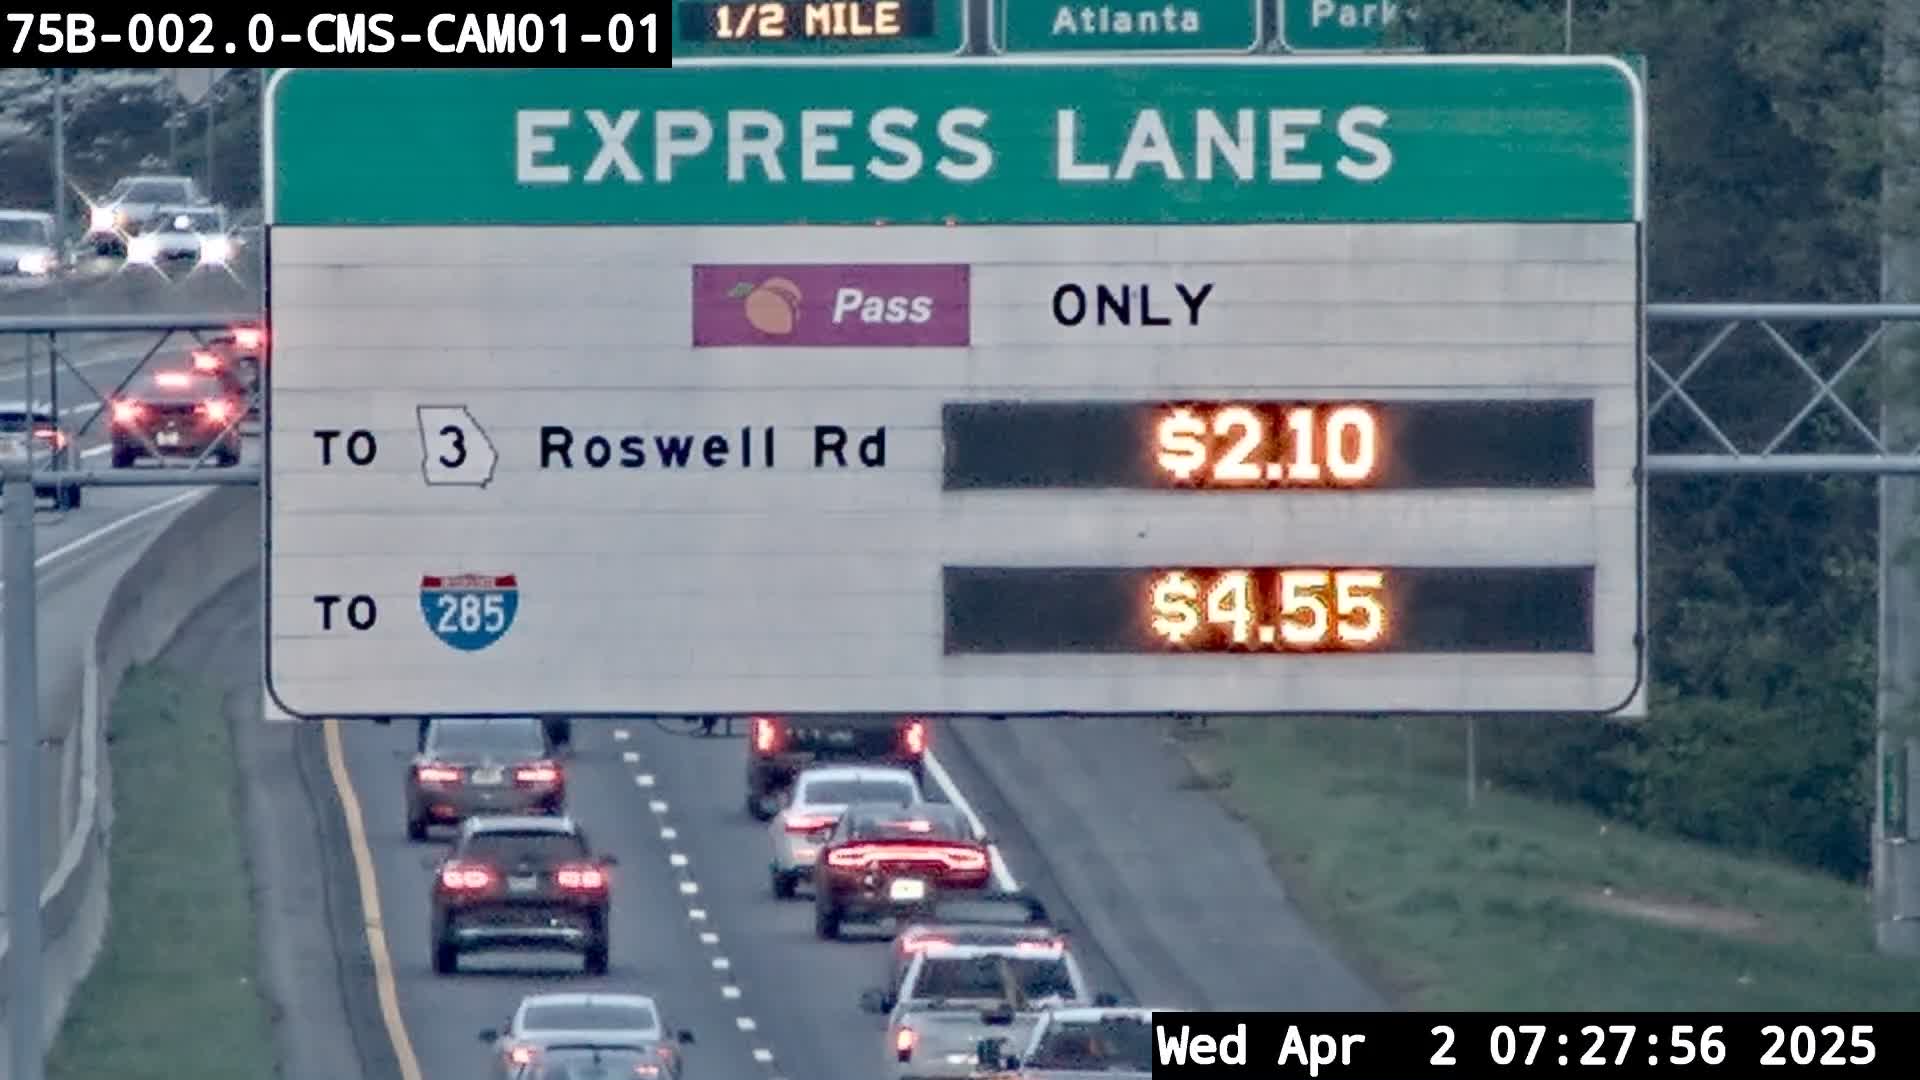 75B-002.0-CMS-CAM01-01
1/2 MILE
Atlanta
Park
EXPRESS LANES
Pass ONLY
TO 3 Roswell Rd $2.10
TO 285 $4.55
Wed Apr 2 07:27:56 2025